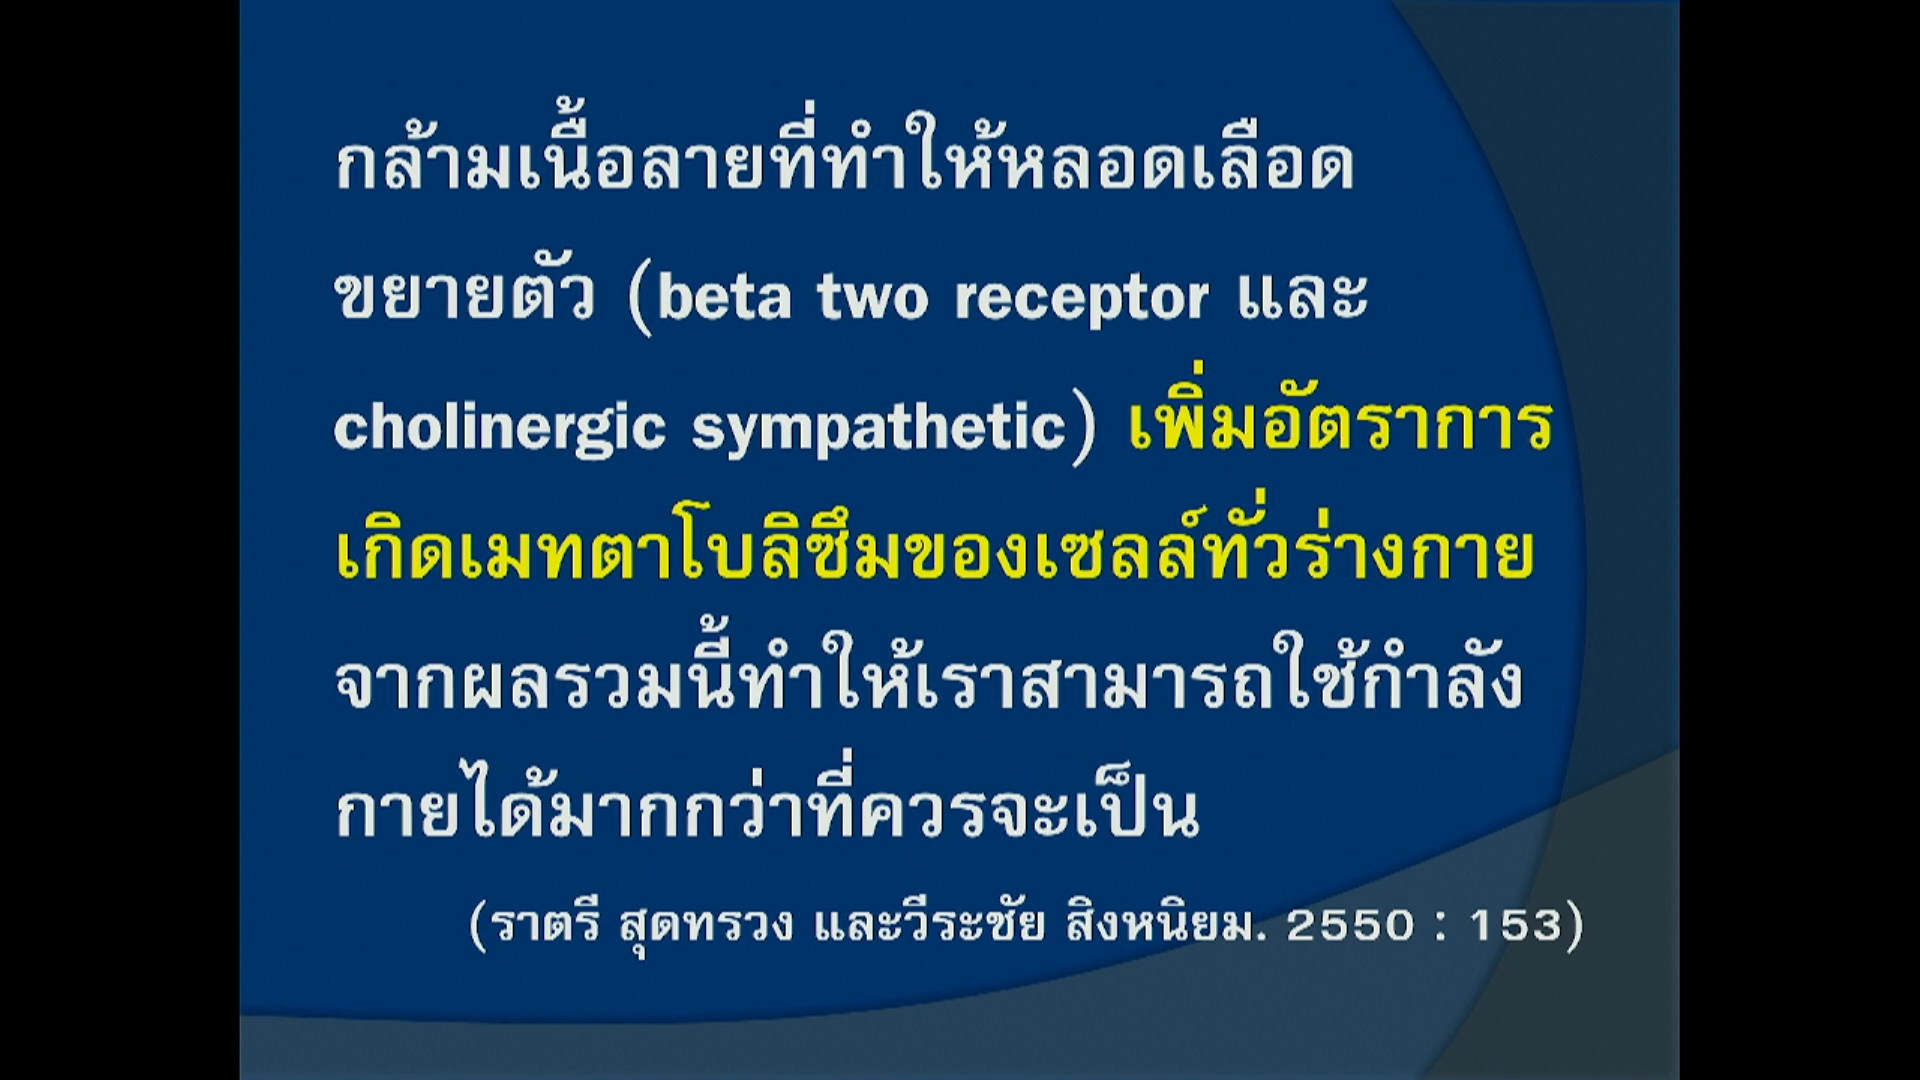 กล้ามเนื้อลายที่ทำให้หลอดเลือด
ขยายตัว (beta two receptor และ
cholinergic sympathetic) เพิ่มอัตราการ
เกิดเมทตาโบลิซึมของเซลล์ทั่วร่างกาย
จากผลรวมนี้ทำให้เราสามารถใช้กำลัง
กายได้มากกว่าที่ควรจะเป็น
(ราตรี สุดทรวง และวีระชัย สิงหนิยม. 2550 : 153)